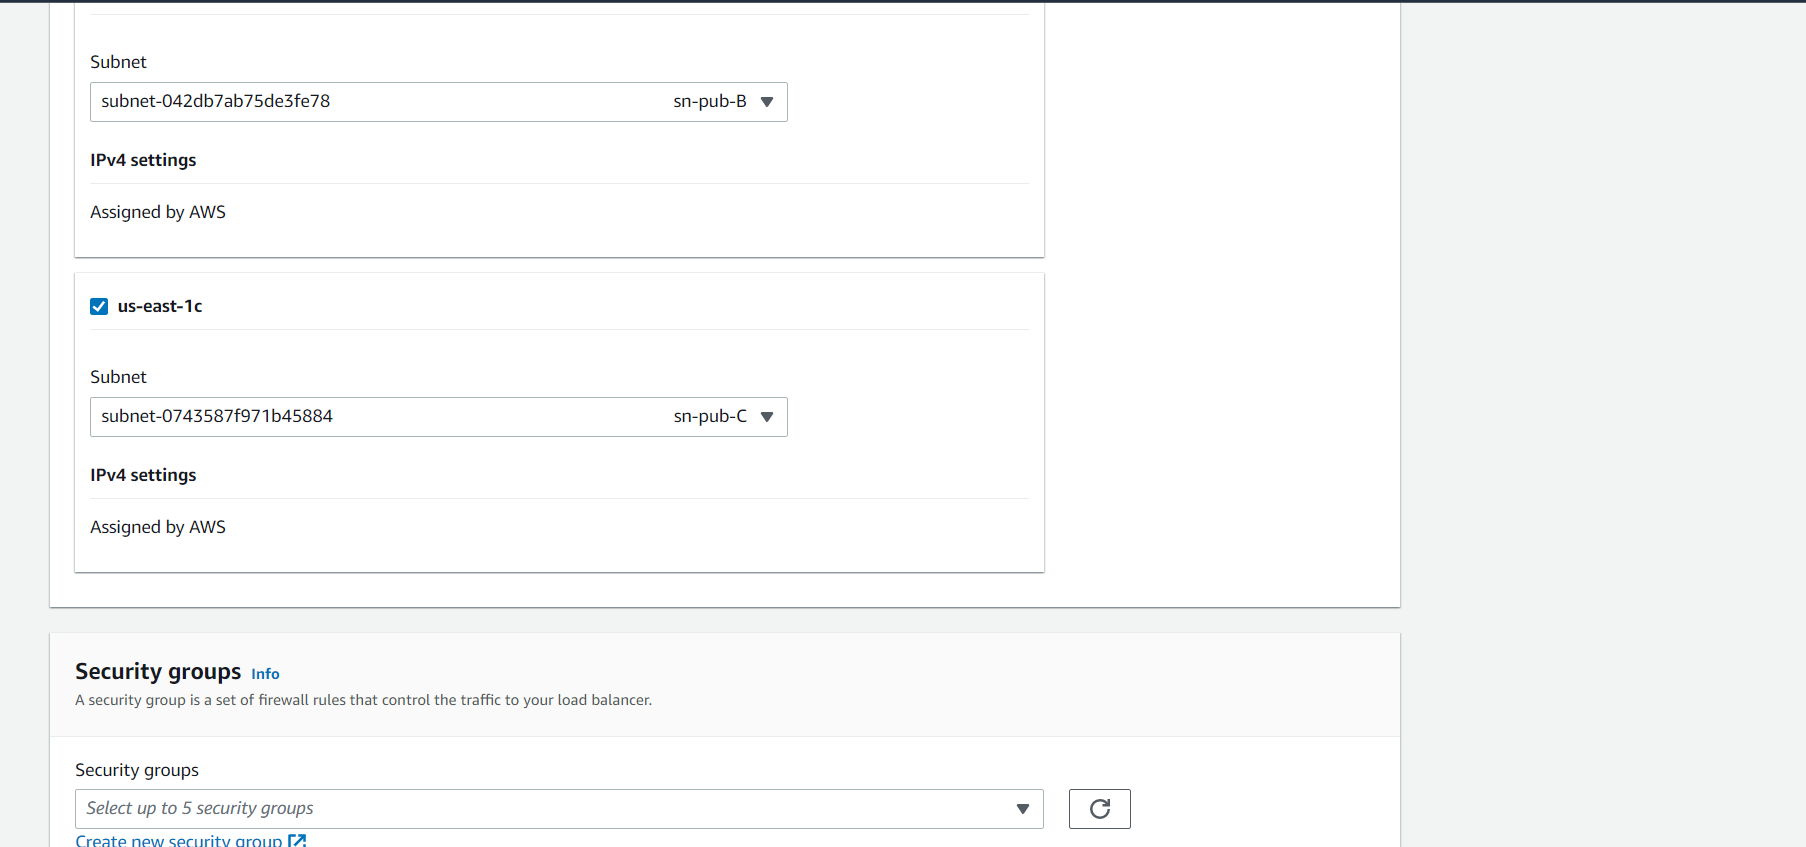 Subnet
subnet-042db7ab75de3fe78 sn-pub-B
IPv4 settings
Assigned by AWS
us-east-1c
Subnet
subnet-0743587f971b45884 sn-pub-C
IPv4 settings
Assigned by AWS
Security groups Info
A security group is a set of firewall rules that control the traffic to your load balancer.
Security groups
Select up to 5 security groups
Create new security group